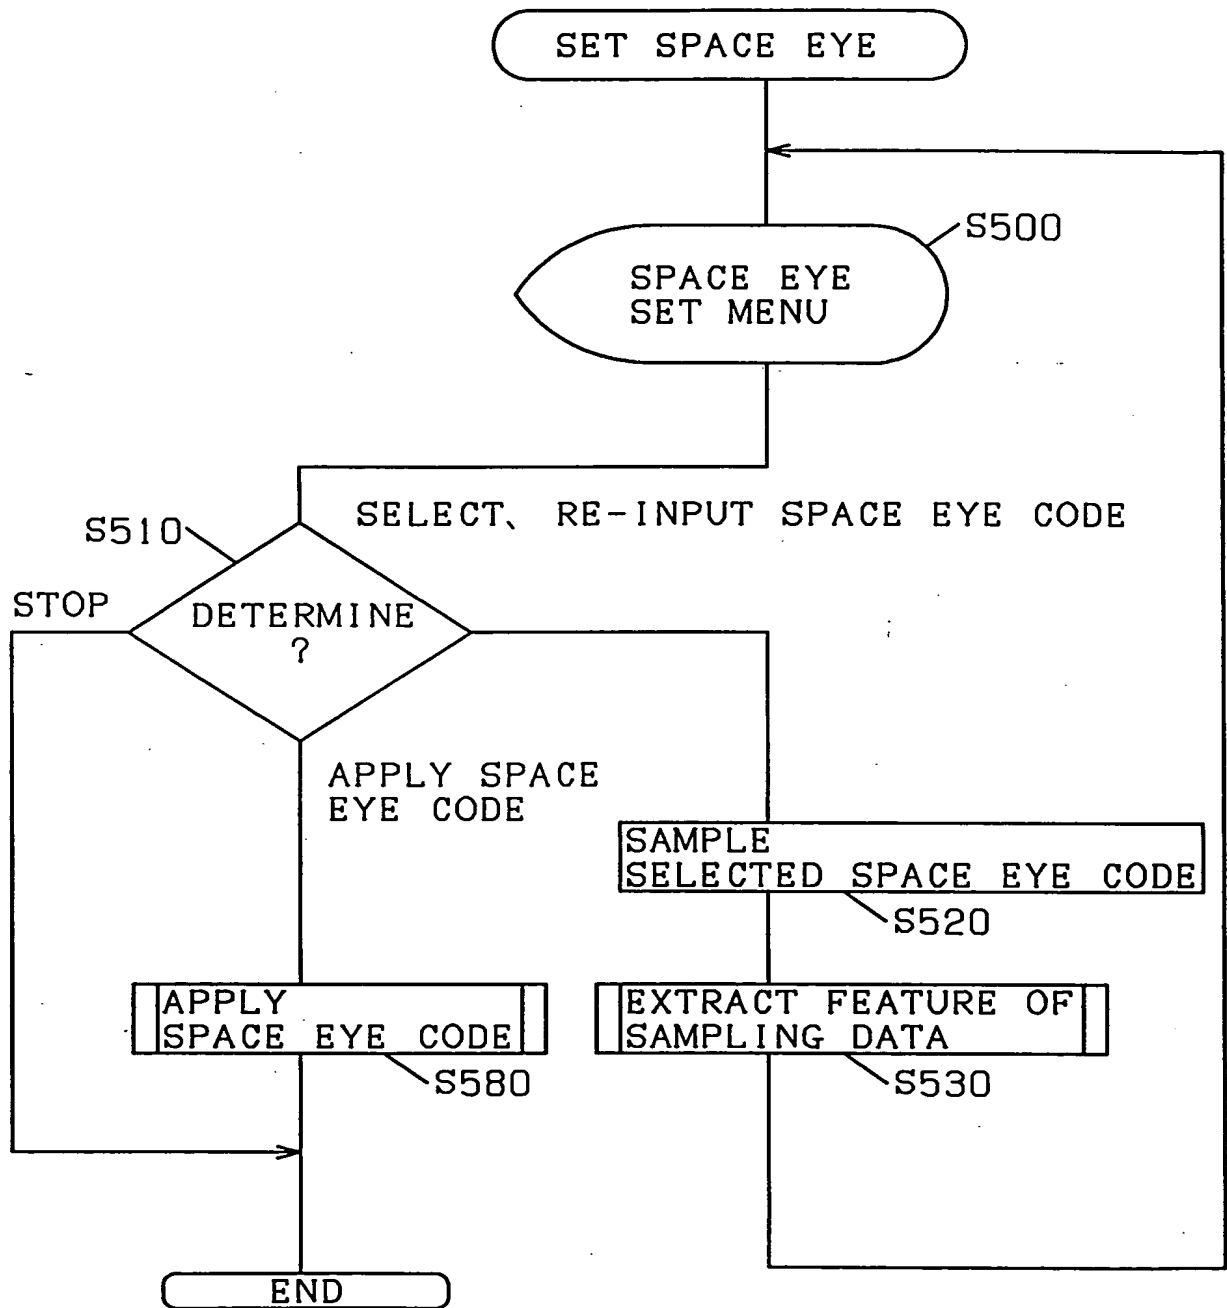 SET SPACE EYE
S500
SPACE EYE
SET MENU
SELECT、 RE-INPUT SPACE EYE CODE
S510
STOP
DETERMINE
?
APPLY SPACE
EYE CODE
SAMPLE
SELECTED SPACE EYE CODE
S520
APPLY
SPACE EYE CODE
S580
EXTRACT FEATURE OF
SAMPLING DATA
S530
END